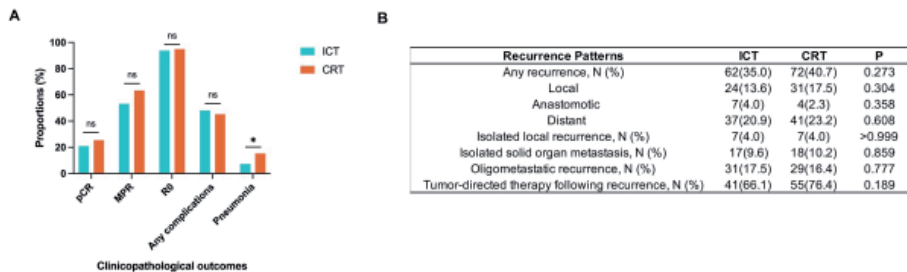 A
ns
ns
ns
ns
*
100
80
60
40
20
0
Proportions (%)
pCR
MPR
R0
Any complications
Pneumonia
Clinicopathological outcomes
ICT
CRT
B
Recurrence Patterns ICT CRT P
Any recurrence, N (%) 62(35.0) 72(40.7) 0.273
Local 24(13.6) 31(17.5) 0.304
Anastomotic 7(4.0) 4(2.3) 0.358
Distant 37(20.9) 41(23.2) 0.608
Isolated local recurrence, N (%) 7(4.0) 7(4.0) >0.999
Isolated solid organ metastasis, N (%) 17(9.6) 18(10.2) 0.859
Oligometastatic recurrence, N (%) 31(17.5) 29(16.4) 0.777
Tumor-directed therapy following recurrence, N (%) 41(66.1) 55(76.4) 0.189